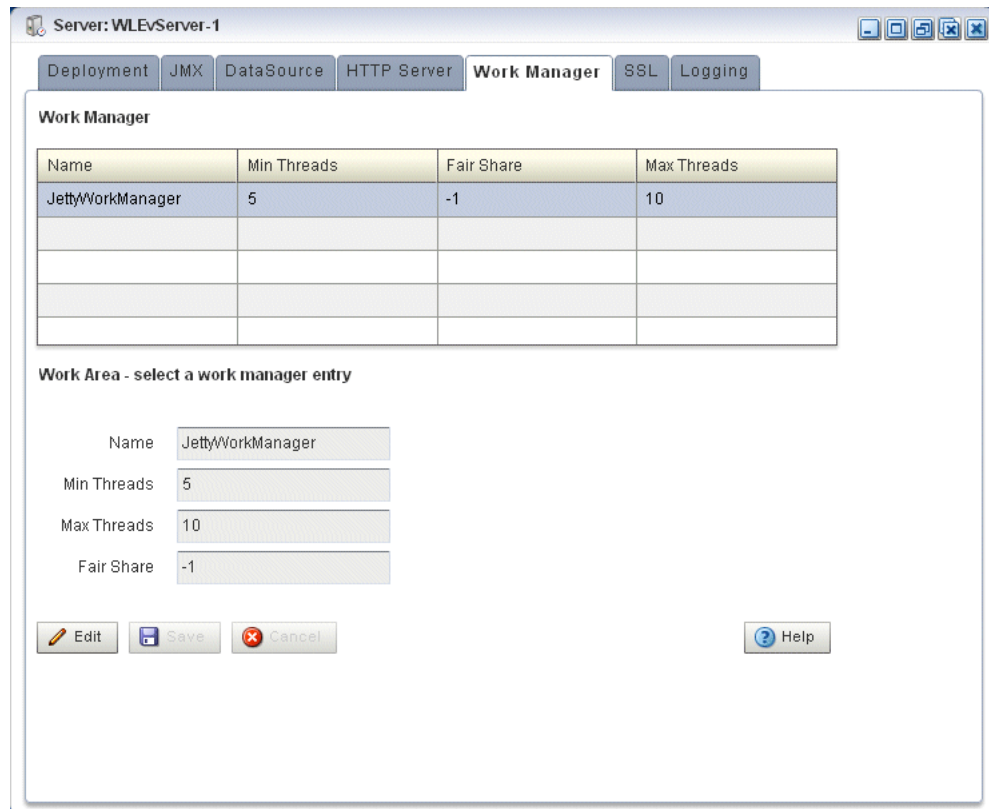 Server: WLEvServer-1
Deployment JMX DataSource HTTP Server Work Manager SSL Logging
Work Manager
Name Min Threads Fair Share Max Threads
JettyWorkManager 5 -1 10
Work Area - select a work manager entry
Name JettyWorkManager
Min Threads 5
Max Threads 10
Fair Share -1
Edit Save Cancel Help